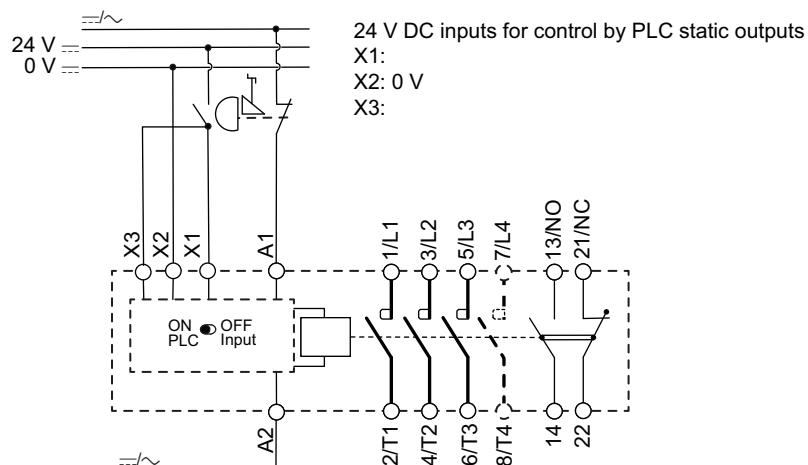 24 V DC inputs for control by PLC static outputs
X1:
X2: 0 V
X3:
24 V
0 V
X3
X2
X1
A1
1/L1
3/L2
5/L3
7/L4
13/NO
21/NC
ON OFF
PLC Input
A2
2/T1
4/T2
6/T3
8/T4
14
22